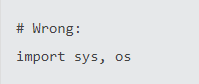 # Wrong:
import sys, os